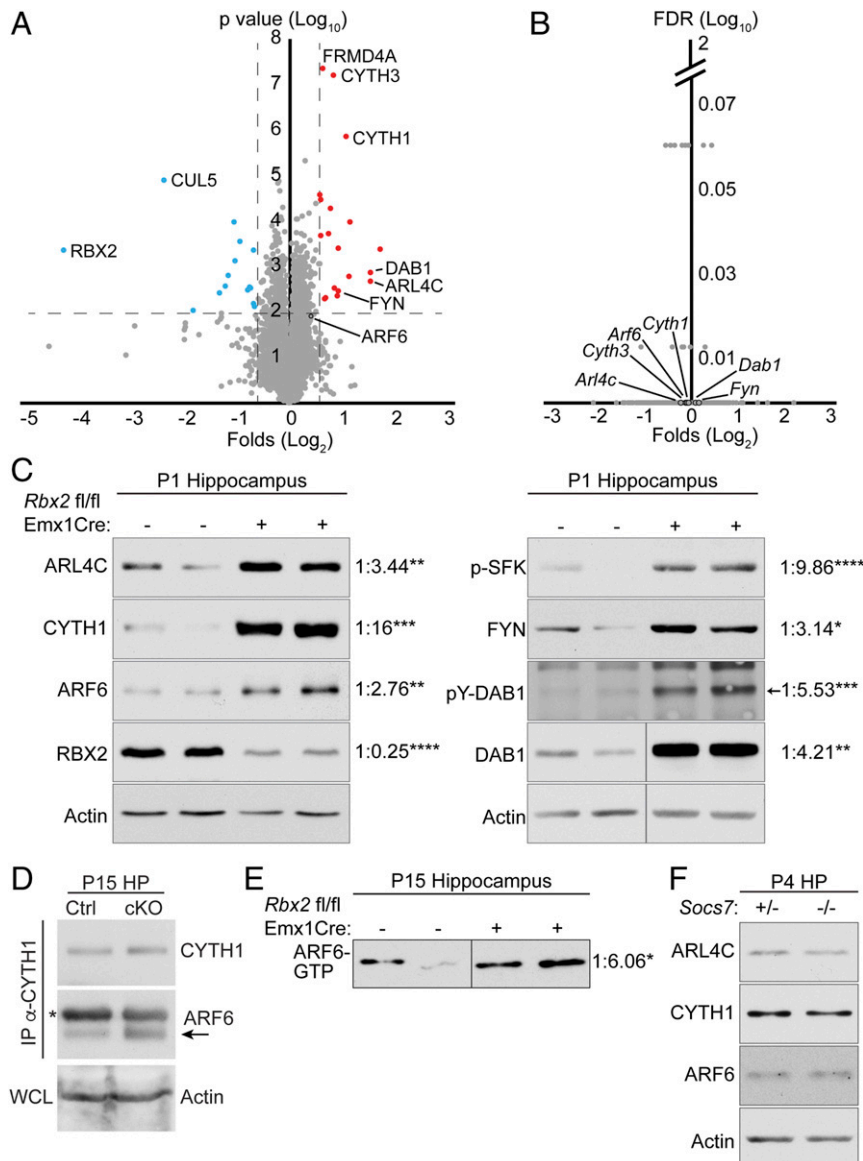 A
p value (Log10)
8
7
6
5
4
3
2
1
FRMD4A
CYTH3
CYTH1
CUL5
RBX2
DAB1
ARL4C
FYN
ARF6
-5 -4 -3 -2 -1 0 1 2 3
Folds (Log2)
B
FDR (Log10)
2
0.07
0.05
0.03
0.01
Cyth1
Arf6
Cyth3
Arl4c
Dab1
Fyn
-3 -2 -1 0 1 2 3
Folds (Log2)
C
P1 Hippocampus
Rbx2 fl/fl
Emx1Cre: - - + +
ARL4C 1:3.44**
CYTH1 1:16***
ARF6 1:2.76**
RBX2 1:0.25****
Actin
P1 Hippocampus
- - + +
p-SFK 1:9.86****
FYN 1:3.14*
pY-DAB1 ←1:5.53***
DAB1 1:4.21**
Actin
D
P15 HP
Ctrl cKO
IP α-CYTH1
CYTH1
* ARF6
WCL Actin
E
P15 Hippocampus
Rbx2 fl/fl
Emx1Cre: - - + +
ARF6-
GTP 1:6.06*
F
P4 HP
Socs7: +/- -/-
ARL4C
CYTH1
ARF6
Actin